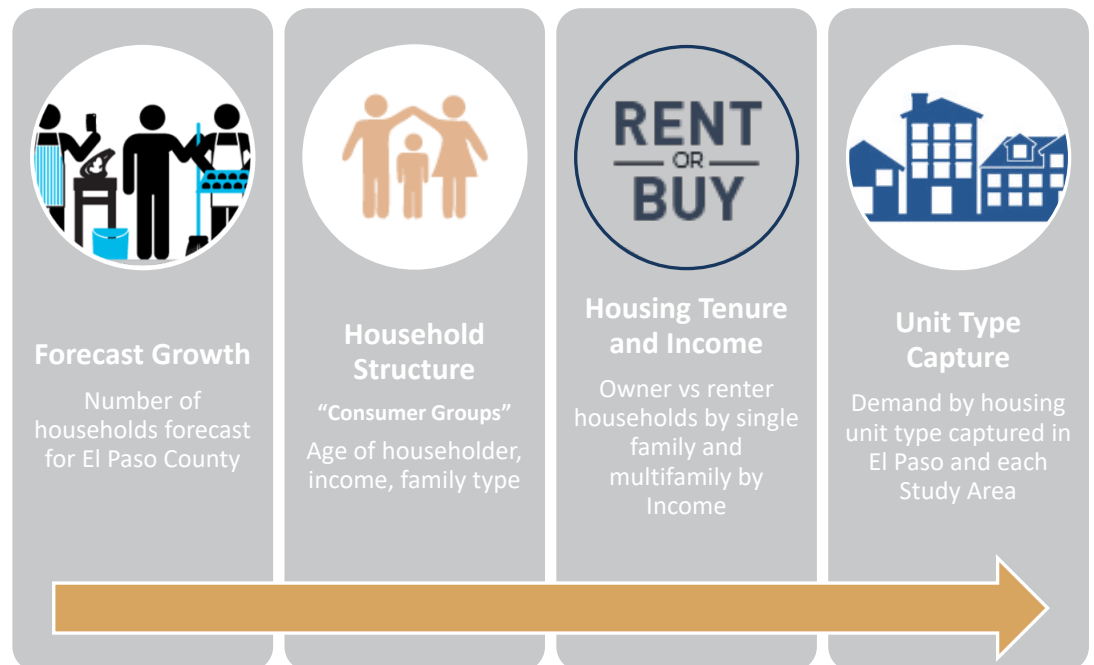 Forecast Growth
Number of
households forecast
for El Paso County
Household
Structure
“Consumer Groups”
Age of householder,
income, family type
RENT
OR
BUY
Housing Tenure
and Income
Owner vs renter
households by single
family and
multifamily by
Income
Unit Type
Capture
Demand by housing
unit type captured in
El Paso and each
Study Area